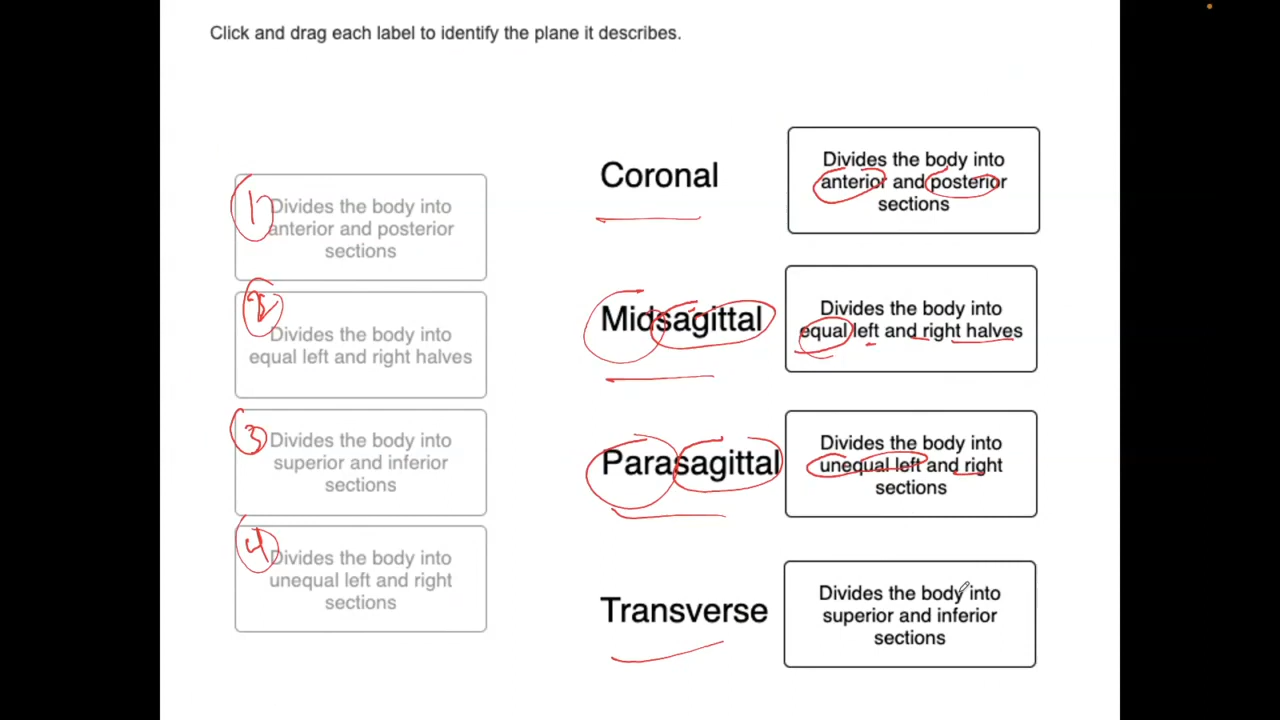 Click and drag each label to identify the plane it describes.
1
Divides the body into
anterior and posterior
sections
2
Divides the body into
equal left and right halves
3
Divides the body into
superior and inferior
sections
4
Divides the body into
unequal left and right
sections
Coronal
Divides the body into
anterior and posterior
sections
Midsagittal
Divides the body into
equal left and right halves
Parasagittal
Divides the body into
unequal left and right
sections
Transverse
Divides the body into
superior and inferior
sections